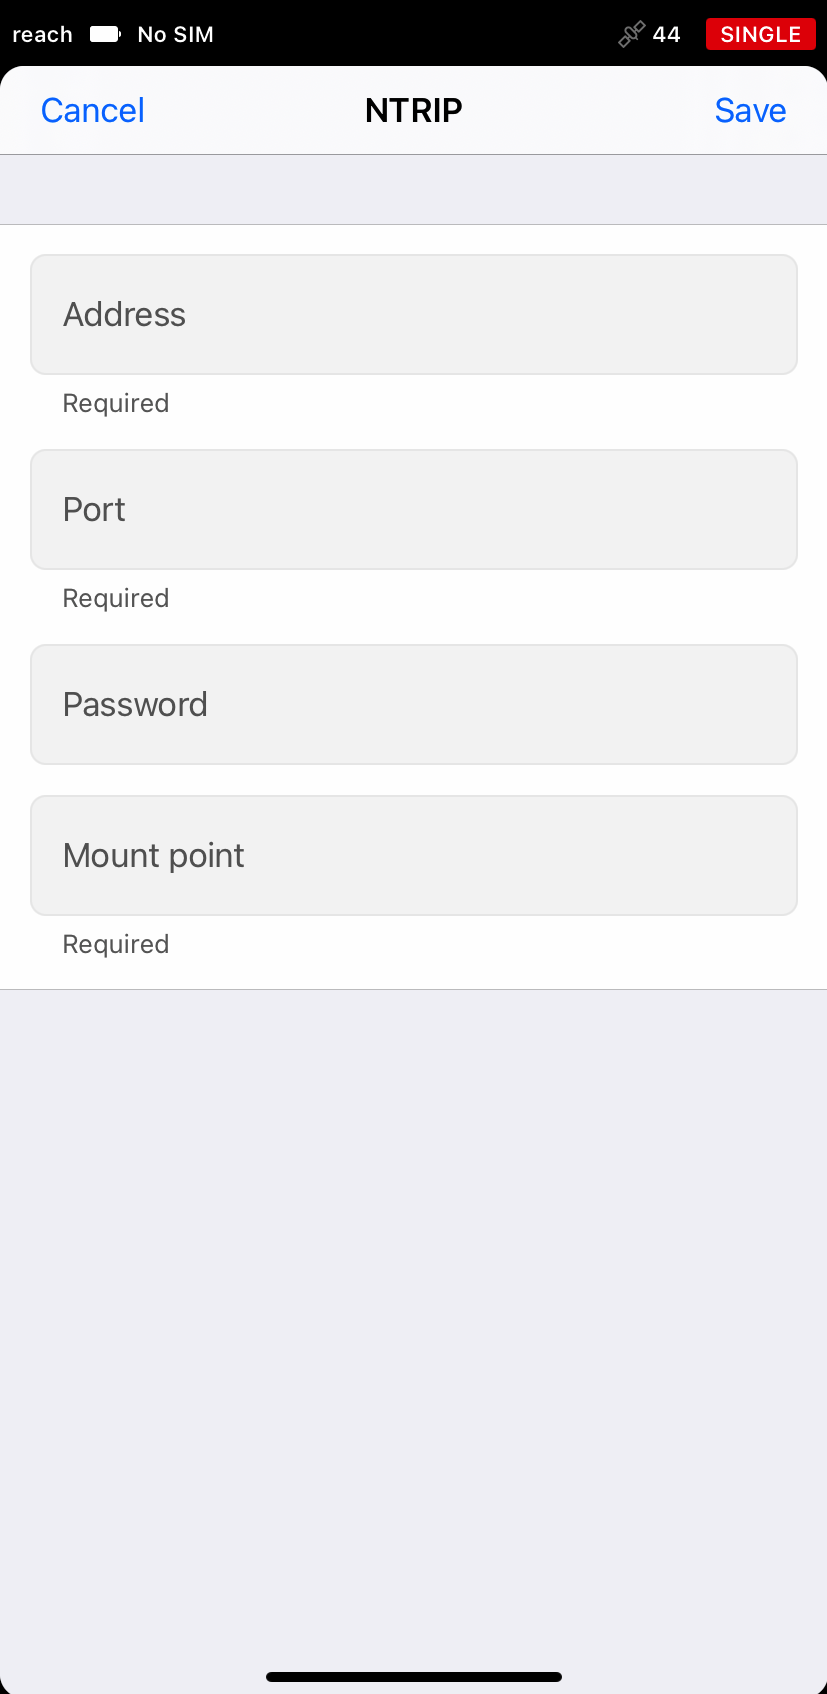 reach No SIM 44 SINGLE
Cancel NTRIP Save
Address
Required
Port
Required
Password
Mount point
Required